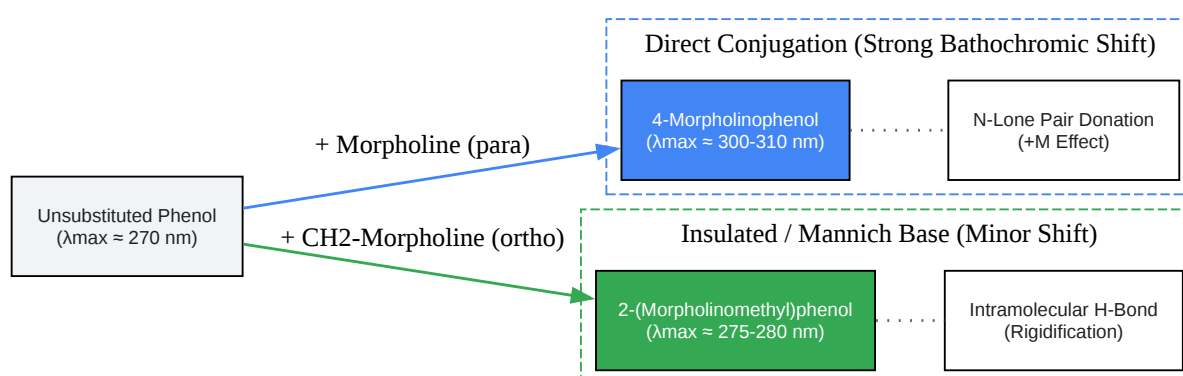 Direct Conjugation (Strong Bathochromic Shift)
4-Morpholinophenol
(λmax ≈ 300-310 nm)
N-Lone Pair Donation
(+M Effect)
+ Morpholine (para)
Unsubstituted Phenol
(λmax ≈ 270 nm)
+ CH2-Morpholine (ortho)
Insulated / Mannich Base (Minor Shift)
2-(Morpholinomethyl)phenol
(λmax ≈ 275-280 nm)
Intramolecular H-Bond
(Rigidification)